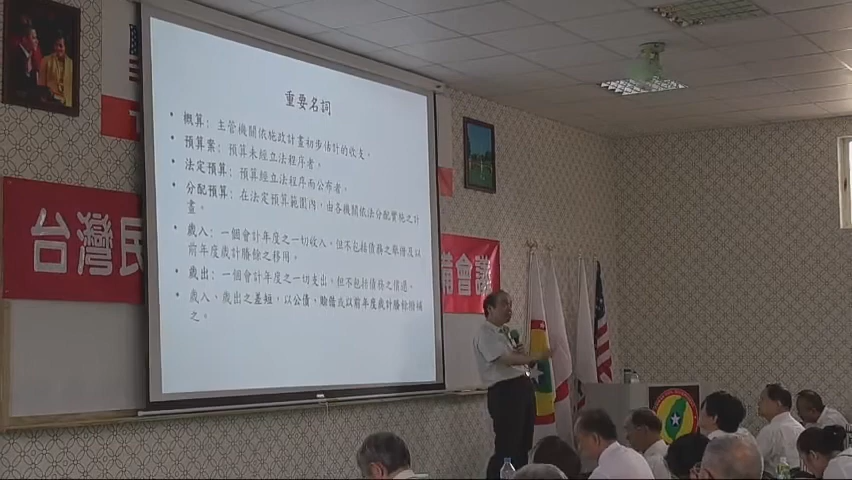 重要名詞
• 概算：主管機關依施政計畫初步估計的收支。
• 預算案：預算未經立法程序者。
• 法定預算：預算經立法程序而公布者。
• 分配預算：在法定預算範圍內，由各機關依法分配實施之計
畫。
• 歲入：一個會計年度之一切收入。但不包括債務之舉借及以
前年度歲計賸餘之移用。
• 歲出：一個會計年度之一切支出。但不包括債務之償還。
• 歲入、歲出之差短，以公債、賒借或以前年度歲計賸餘撥補
之。
台灣民
備會議